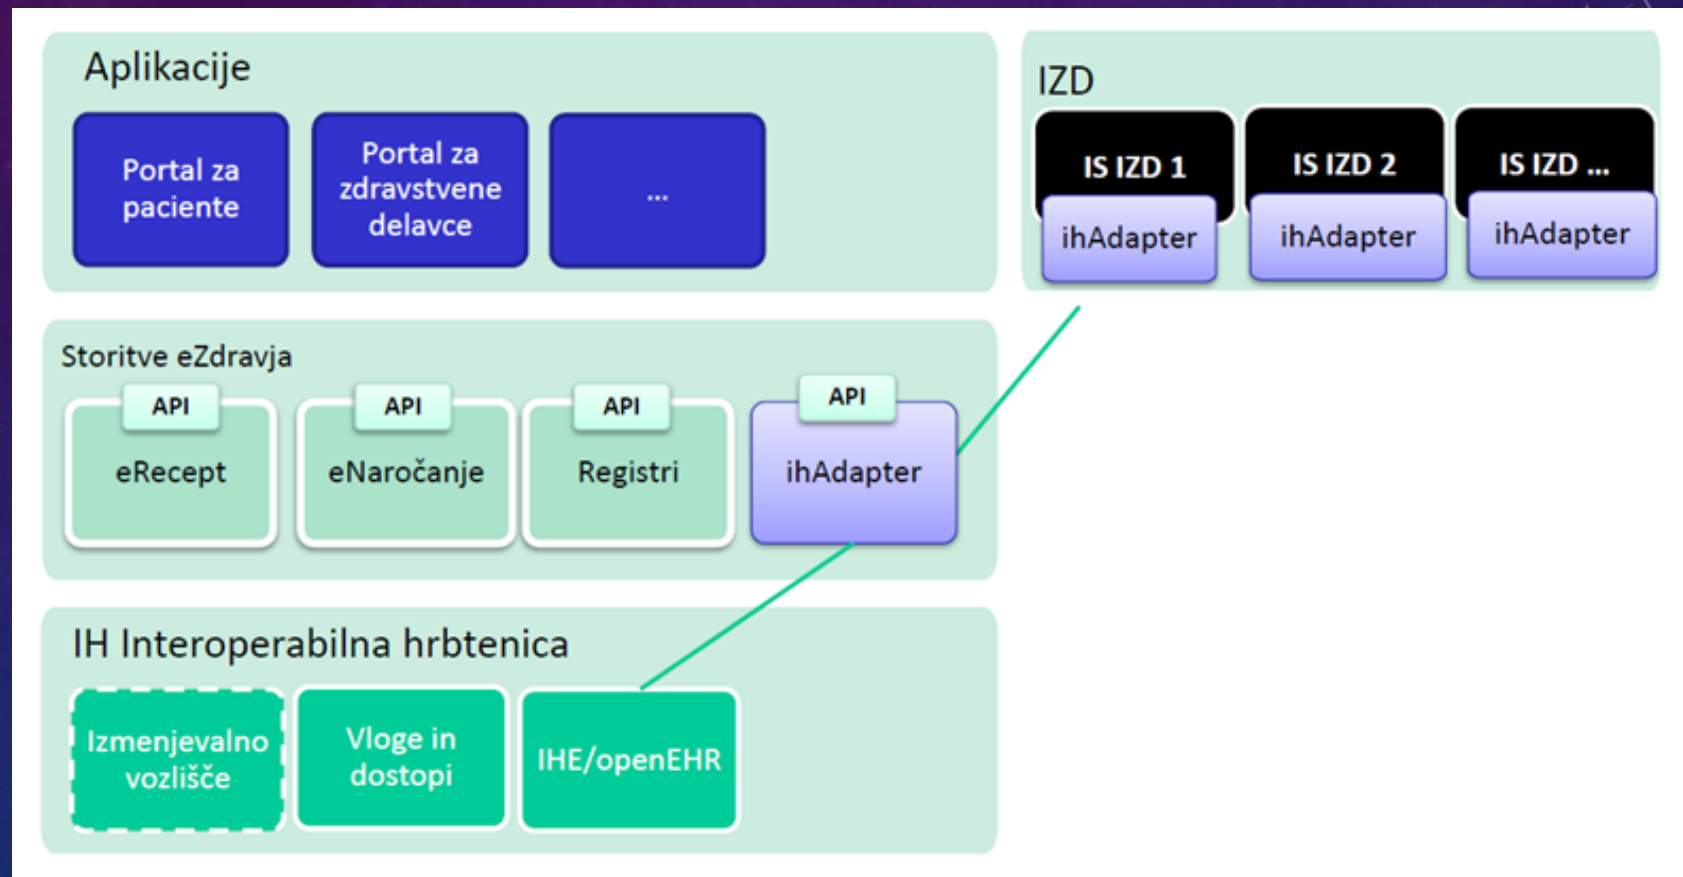 Aplikacije
Portal za
paciente
Portal za
zdravstvene
delavce
...
IZD
IS IZD 1
ihAdapter
IS IZD 2
ihAdapter
IS IZD ...
ihAdapter
Storitve eZdravja
API
eRecept
API
eNaročanje
API
Registri
API
ihAdapter
IH Interoperabilna hrbtenica
Izmenjevalno
vozlišče
Vloge in
dostopi
IHE/openEHR